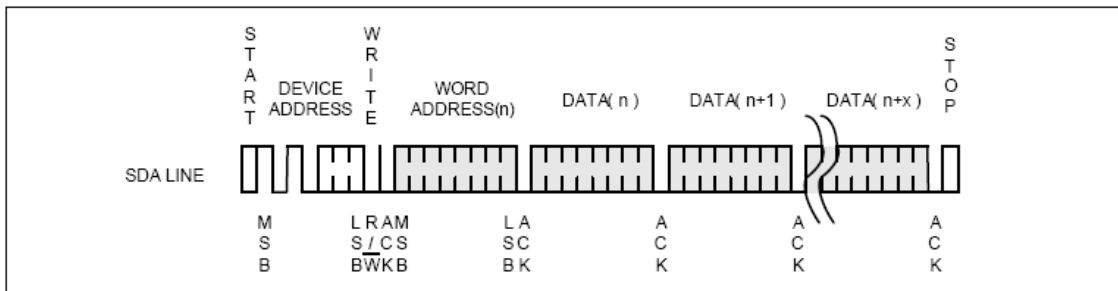 START
WRITE
STOP
DEVICE
ADDRESS
WORD
ADDRESS(n)
DATA( n )
DATA( n+1 )
DATA( n+x )
SDA LINE
MSB
LSB
R/W
ACK
MSB
LSB
ACK
ACK
ACK
ACK